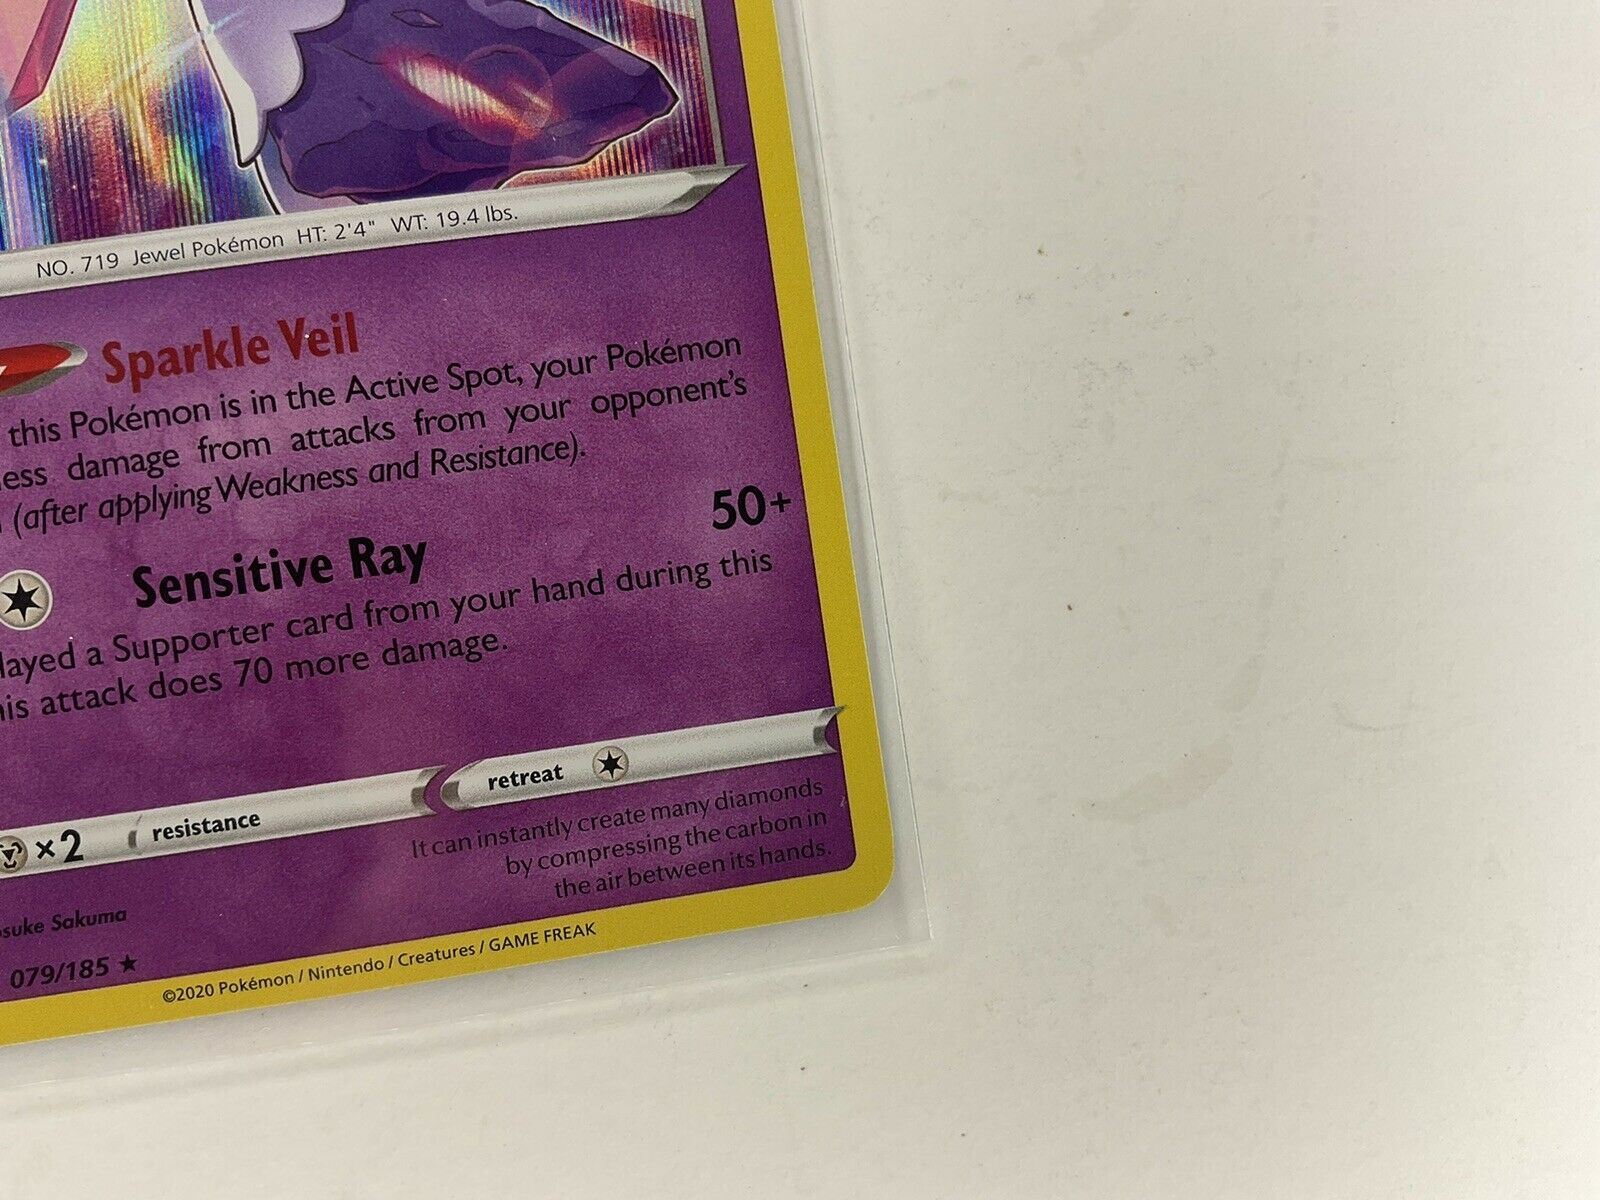 NO. 719 Jewel Pokémon HT: 2'4" WT: 19.4 lbs.
Sparkle Veil
this Pokémon is in the Active Spot, your Pokémon
ess damage from attacks from your opponent's
(after applying Weakness and Resistance).
50+
Sensitive Ray
layed a Supporter card from your hand during this
is attack does 70 more damage.
×2 resistance
retreat
It can instantly create many diamonds
by compressing the carbon in
the air between its hands.
suke Sakuma
079/185 ★
©2020 Pokémon / Nintendo / Creatures / GAME FREAK